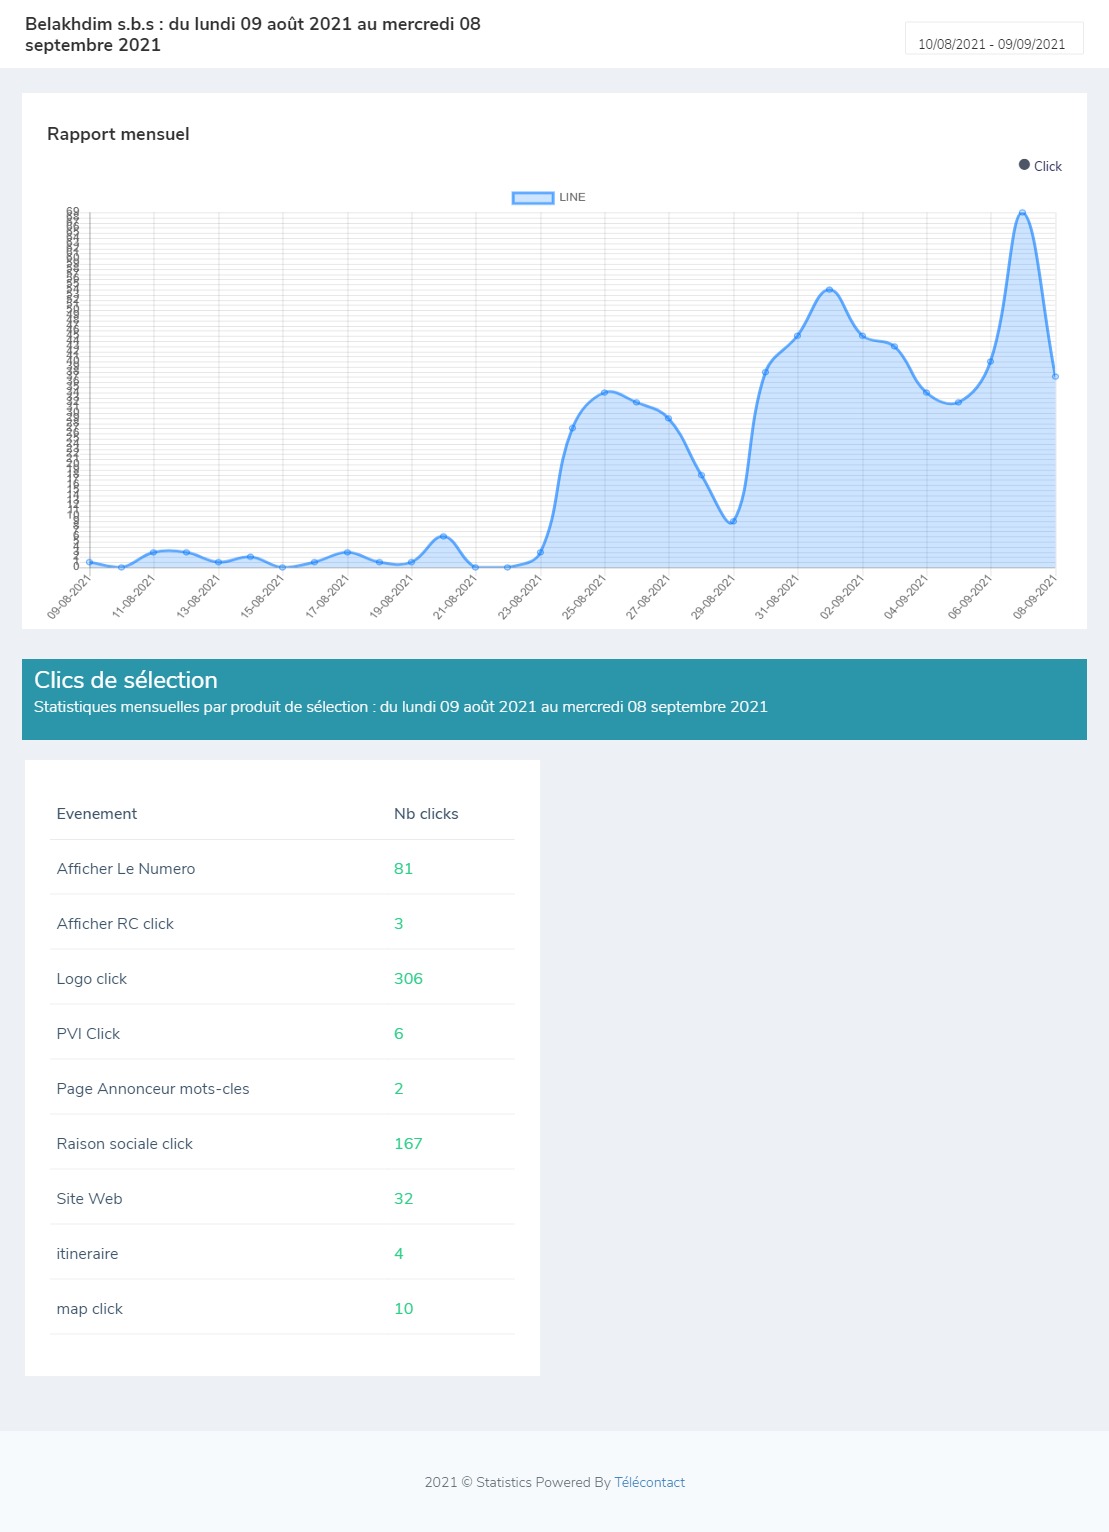 Belakhdim s.b.s : du lundi 09 août 2021 au mercredi 08
septembre 2021
10/08/2021 - 09/09/2021
Rapport mensuel
Click
LINE
69
0
09-08-2021
11-08-2021
13-08-2021
15-08-2021
17-08-2021
19-08-2021
21-08-2021
23-08-2021
25-08-2021
27-08-2021
29-08-2021
31-08-2021
02-09-2021
04-09-2021
06-09-2021
08-09-2021
Clics de sélection
Statistiques mensuelles par produit de sélection : du lundi 09 août 2021 au mercredi 08 septembre 2021
Evenement Nb clicks
Afficher Le Numero 81
Afficher RC click 3
Logo click 306
PVI Click 6
Page Annonceur mots-cles 2
Raison sociale click 167
Site Web 32
itineraire 4
map click 10
2021 © Statistics Powered By Télécontact